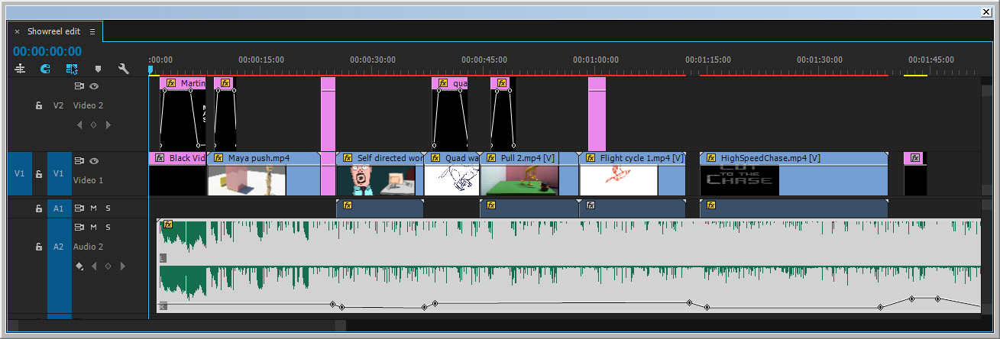 × Showreel edit
00:00:00:00
:00:00 00:00:15:00 00:00:30:00 00:00:45:00 00:01:00:00 00:01:15:00 00:01:30:00 00:01:45:00
fx Martin fx fx qua fx
V2 Video 2
M
A
S
fx Black Vid fx Maya push.mp4 fx Self directed wor fx Quad wa fx Pull 2.mp4 [V] fx Flight cycle 1.mp4 [V] fx HighSpeedChase.mp4 [V] fx
V1 V1 Video 1
CUT
TO THE
CHASE
A1 M S fx fx fx fx
M S fx
A2 Audio 2
L
R